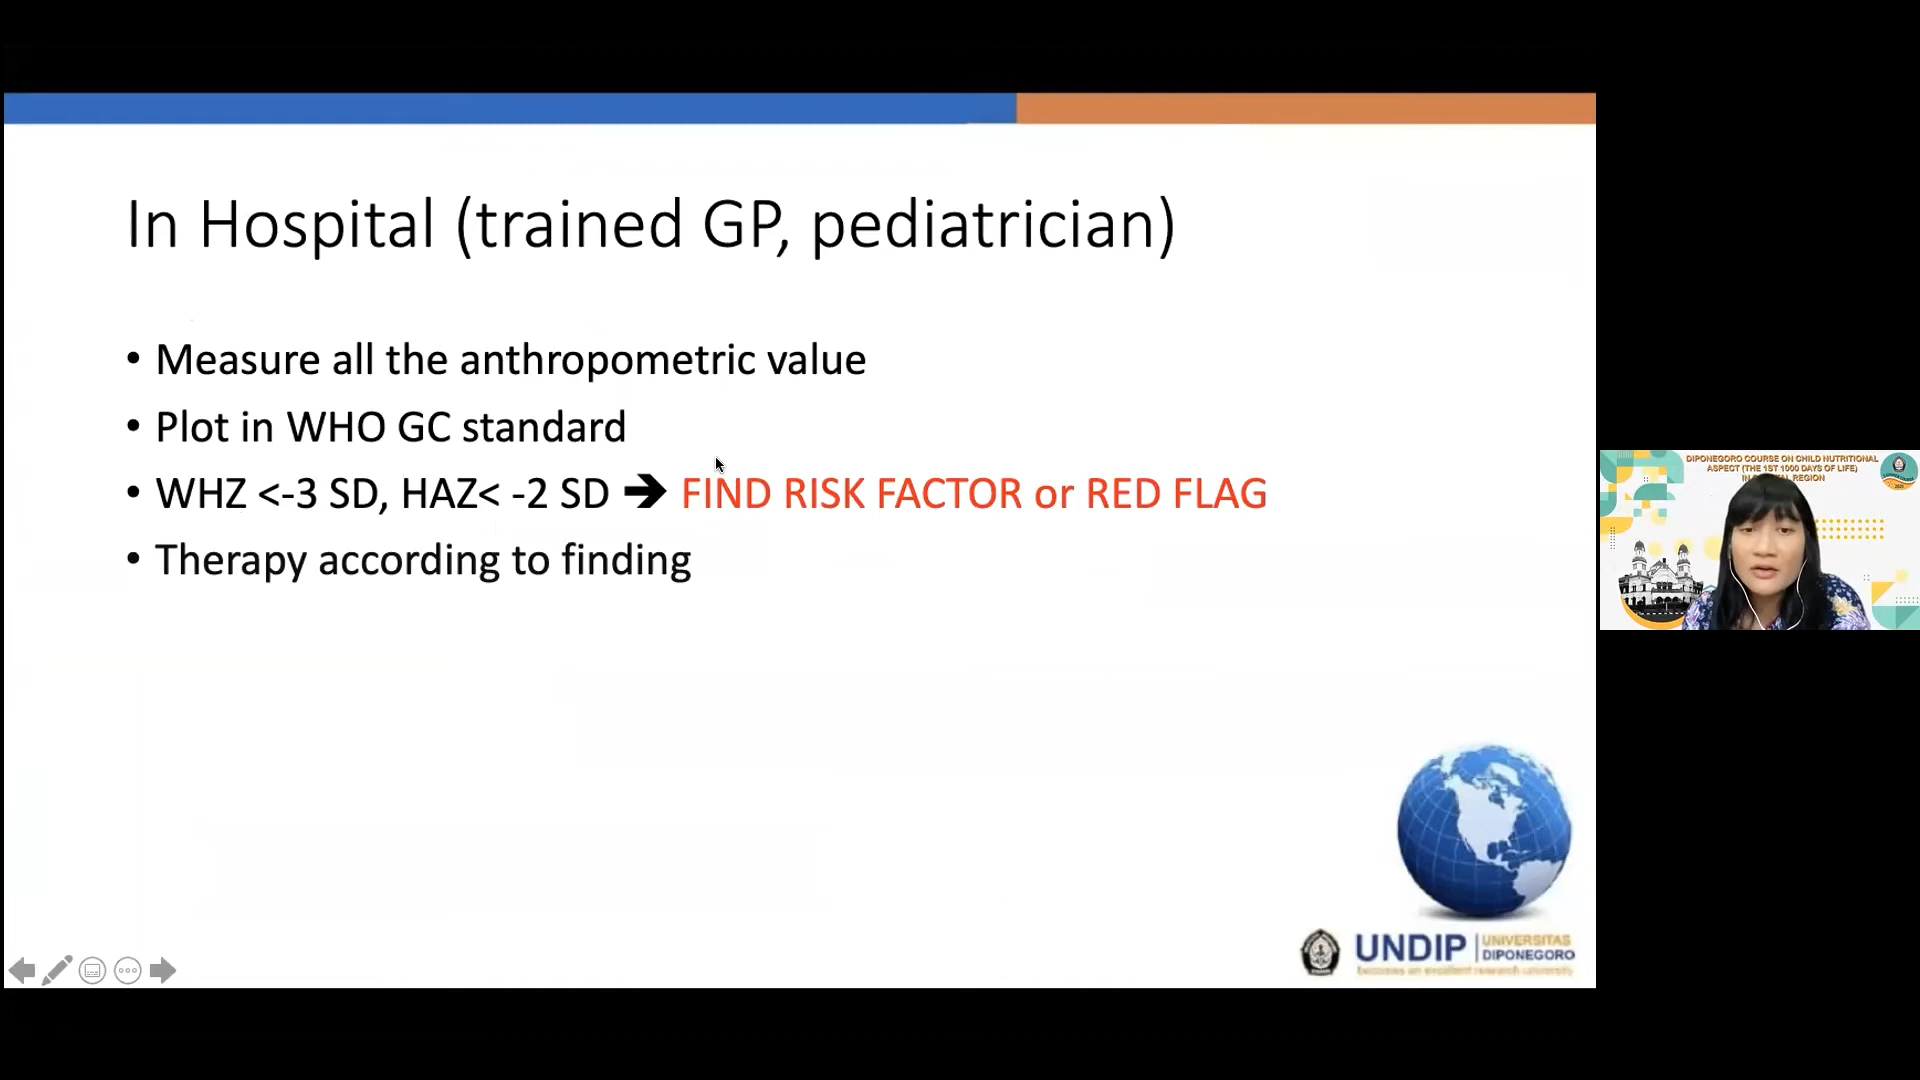 In Hospital (trained GP, pediatrician)
• Measure all the anthropometric value
• Plot in WHO GC standard
• WHZ <-3 SD, HAZ< -2 SD ➔ FIND RISK FACTOR or RED FLAG
• Therapy according to finding
UNDIP
UNIVERSITAS
DIPONEGORO
becomes an excellent research university
DIPONEGORO COURSE ON CHILD NUTRITIONAL
ASPECT (THE 1ST 1000 DAYS OF LIFE)
REGION